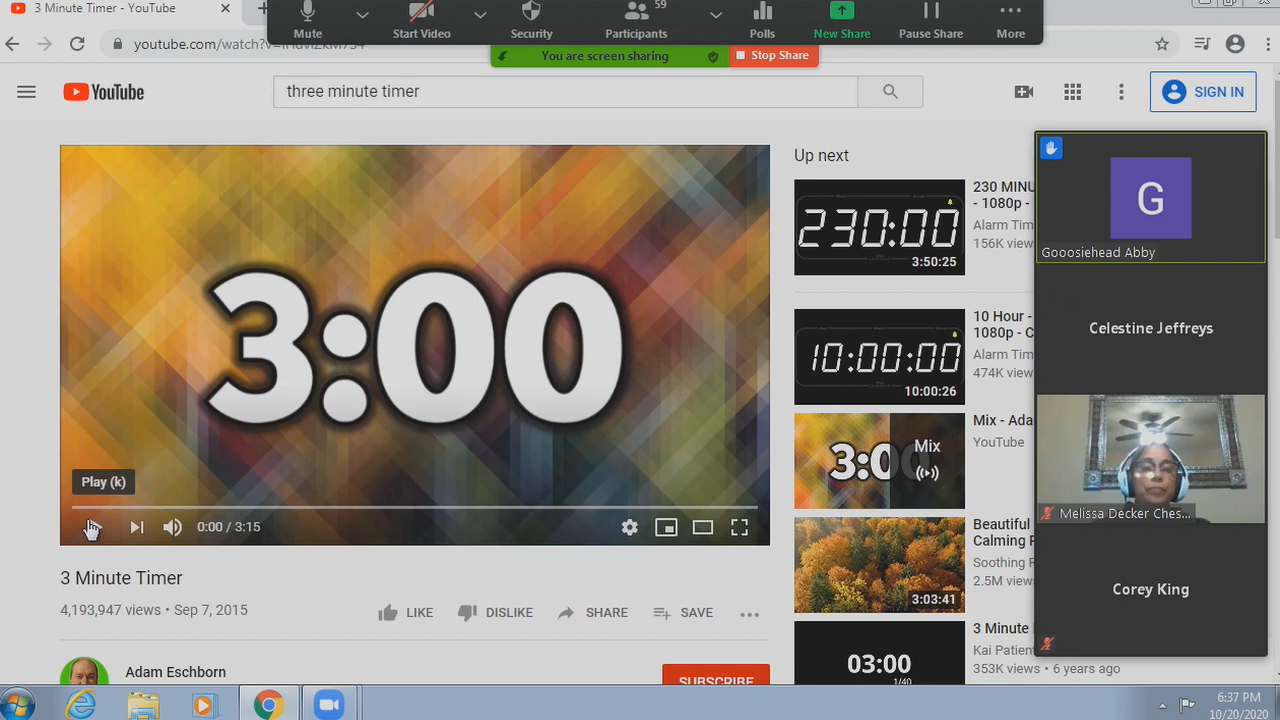 3 Minute Timer - YouTube
Mute
Start Video
Security
59
Participants
Polls
New Share
Pause Share
More
You are screen sharing
Stop Share
youtube.com/watch?v=
YouTube
three minute timer
SIGN IN
3:00
Play (k)
0:00 / 3:15
3 Minute Timer
4,193,947 views • Sep 7, 2015
LIKE
DISLIKE
SHARE
SAVE
Adam Eschborn
SUBSCRIBE
Up next
230:00
3:50:25
230 MINU
- 1080p -
Alarm Tim
156K views
10:00:00
10:00:26
10 Hour -
1080p - C
Alarm Tim
474K views
3:00
Mix
Mix - Ada
YouTube
3:03:41
Beautiful
Calming R
Soothing R
2.5M views
03:00
1/40
3 Minute
Kai Patien
353K views • 6 years ago
G
Gooosiehead Abby
Celestine Jeffreys
Melissa Decker Ches...
Corey King
6:37 PM
10/20/2020